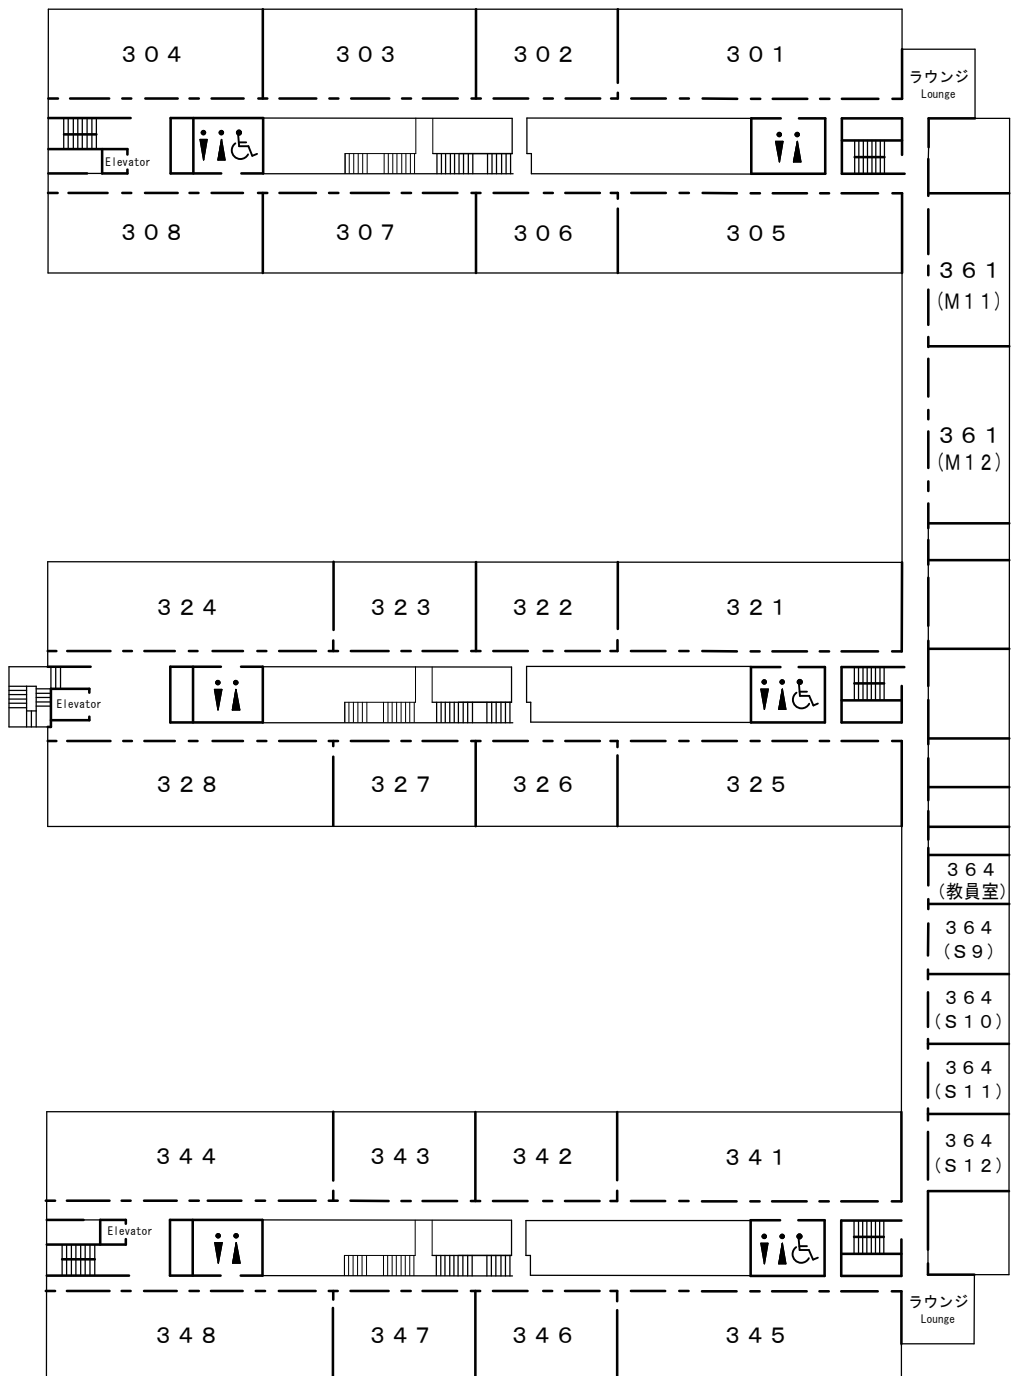 ３０４
３０３
３０２
３０１
ラウンジ
Lounge
Elevator
３０８
３０７
３０６
３０５
３６１
（Ｍ１１）
３６１
（Ｍ１２）
３２４
３２３
３２２
３２１
Elevator
３２８
３２７
３２６
３２５
３６４
（教員室）
３６４
（Ｓ９）
３６４
（Ｓ１０）
３６４
（Ｓ１１）
３６４
（Ｓ１２）
３４４
３４３
３４２
３４１
Elevator
ラウンジ
Lounge
３４８
３４７
３４６
３４５